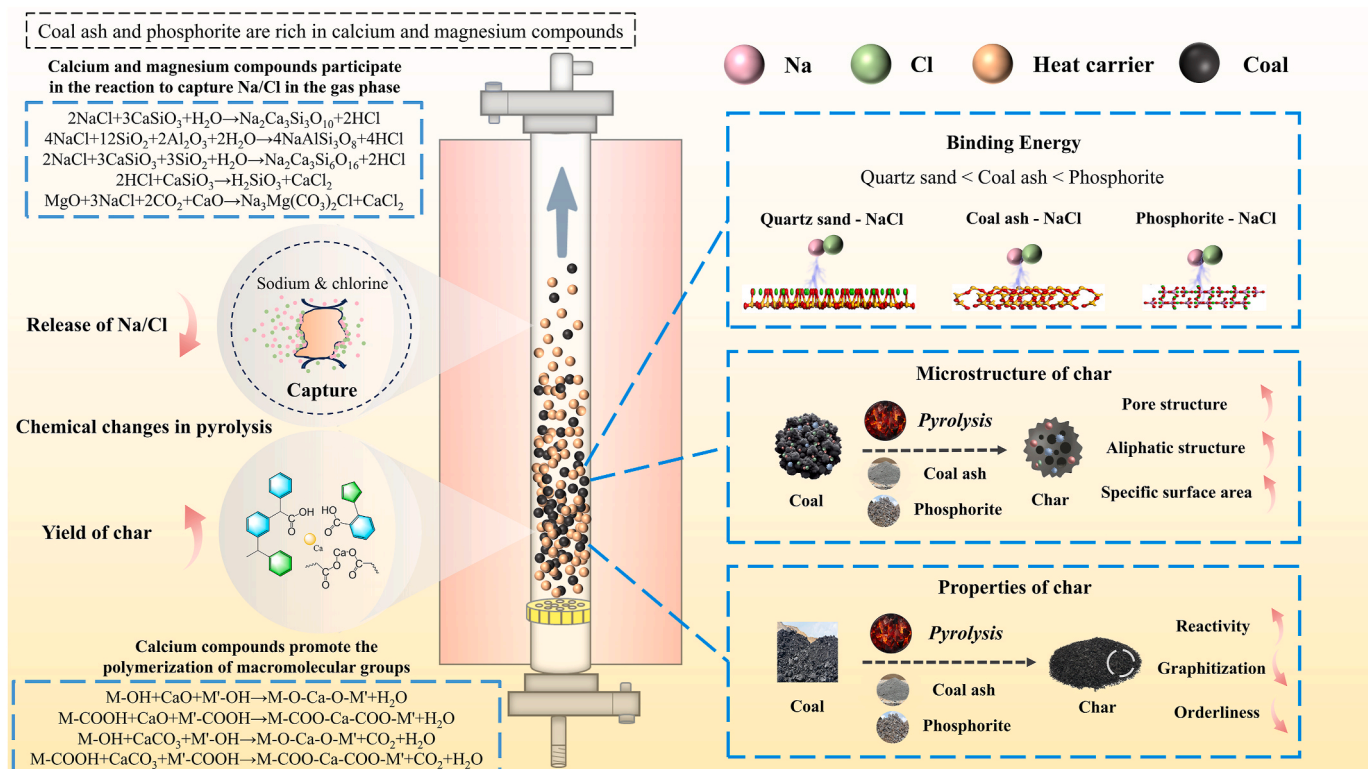 Coal ash and phosphorite are rich in calcium and magnesium compounds
Calcium and magnesium compounds participate
in the reaction to capture Na/Cl in the gas phase
2NaCl+3CaSiO₃+H₂O→Na₂Ca₃Si₃O₁₀+2HCl
4NaCl+12SiO₂+2Al₂O₃+2H₂O→4NaAlSi₃O₈+4HCl
2NaCl+3CaSiO₃+3SiO₂+H₂O→Na₂Ca₃Si₆O₁₆+2HCl
2HCl+CaSiO₃→H₂SiO₃+CaCl₂
MgO+3NaCl+2CO₂+CaO→Na₃Mg(CO₃)₂Cl+CaCl₂
Sodium & chlorine
Release of Na/Cl
Capture
Chemical changes in pyrolysis
OH
O
HO
O
Yield of char
Ca
Ca
O
O
O
O
Calcium compounds promote the
polymerization of macromolecular groups
M-OH+CaO+M'-OH→M-O-Ca-O-M'+H₂O
M-COOH+CaO+M'-COOH→M-COO-Ca-COO-M'+H₂O
M-OH+CaCO₃+M'-OH→M-O-Ca-O-M'+CO₂+H₂O
M-COOH+CaCO₃+M'-COOH→M-COO-Ca-COO-M'+CO₂+H₂O
Na
Cl
Heat carrier
Coal
Binding Energy
Quartz sand < Coal ash < Phosphorite
Quartz sand - NaCl
Coal ash - NaCl
Phosphorite - NaCl
Microstructure of char
Pyrolysis
Coal ash
Phosphorite
Coal
Char
Pore structure
Aliphatic structure
Specific surface area
Properties of char
Pyrolysis
Coal ash
Phosphorite
Coal
Char
Reactivity
Graphitization
Orderliness